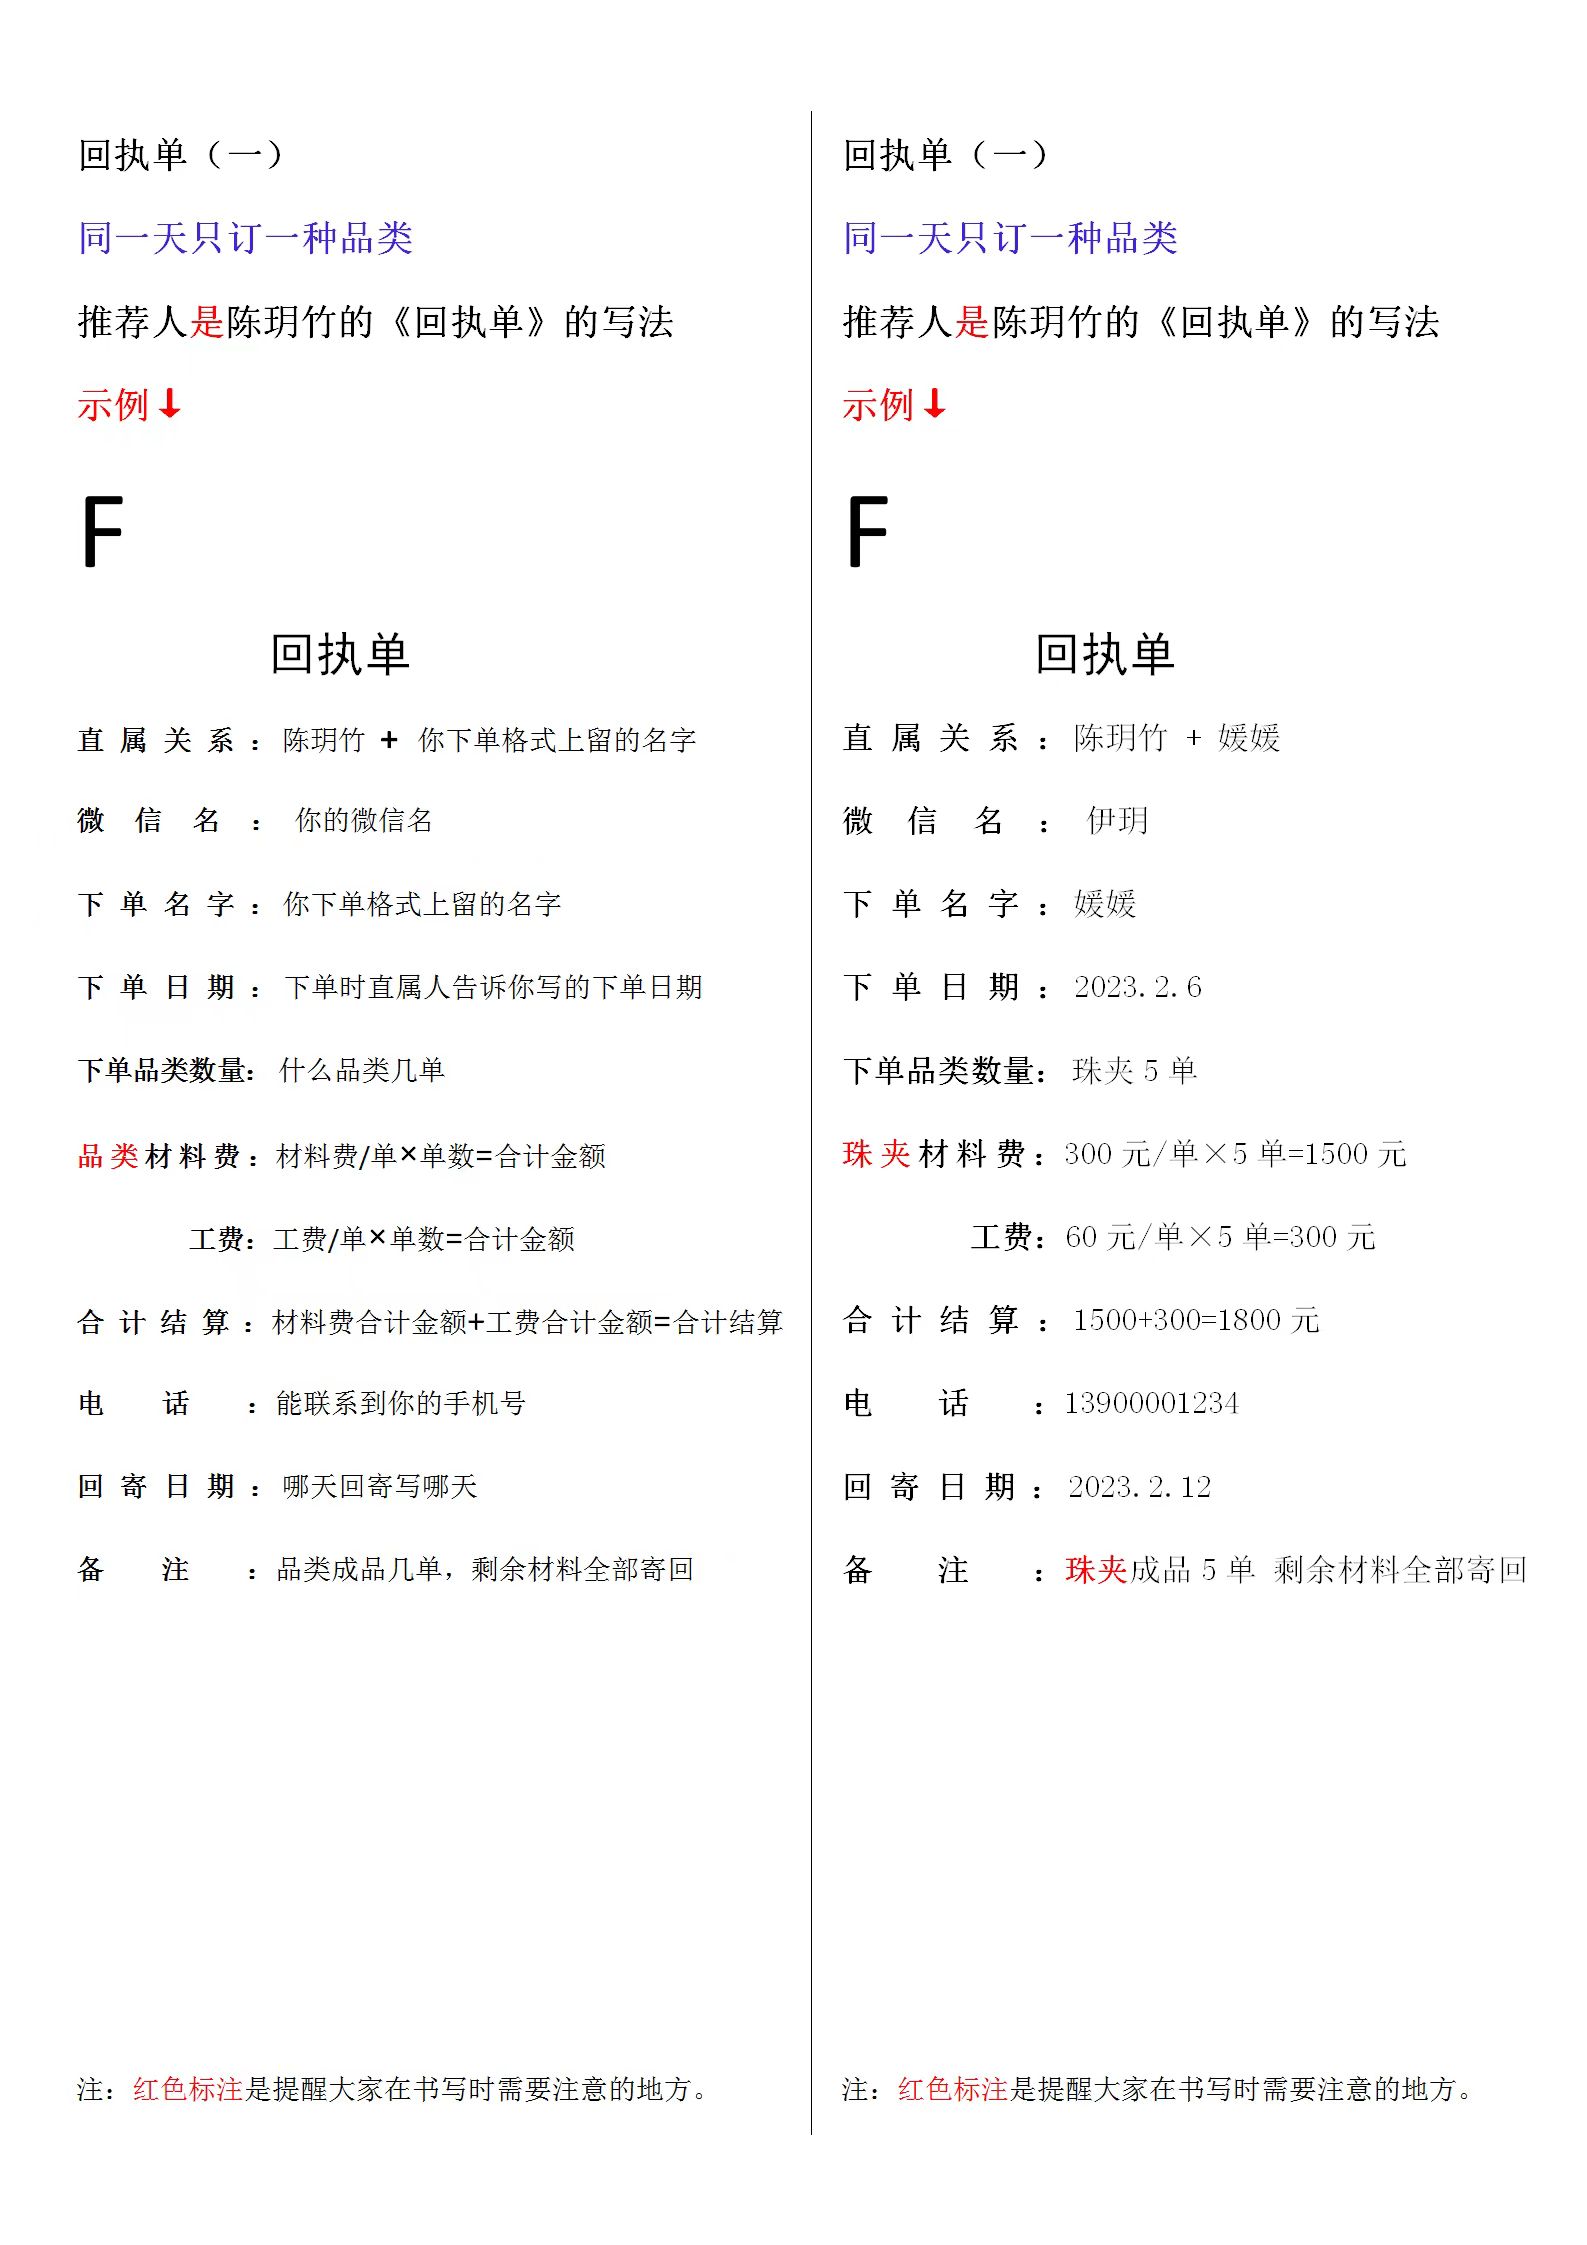 回执单（一）
同一天只订一种品类
推荐人是陈玥竹的《回执单》的写法
示例↓
F
回执单
直属关系：陈玥竹 + 你下单格式上留的名字
微信名： 你的微信名
下单名字：你下单格式上留的名字
下单日期：下单时直属人告诉你写的下单日期
下单品类数量：什么品类几单
品类材料费：材料费/单×单数=合计金额
工费：工费/单×单数=合计金额
合计结算：材料费合计金额+工费合计金额=合计结算
电话：能联系到你的手机号
回寄日期：哪天回寄写哪天
备注：品类成品几单，剩余材料全部寄回
注：红色标注是提醒大家在书写时需要注意的地方。
回执单（一）
同一天只订一种品类
推荐人是陈玥竹的《回执单》的写法
示例↓
F
回执单
直属关系：陈玥竹 + 媛媛
微信名： 伊玥
下单名字：媛媛
下单日期：2023.2.6
下单品类数量：珠夹 5 单
珠夹材料费：300 元/单×5 单=1500 元
工费：60 元/单×5 单=300 元
合计结算：1500+300=1800 元
电话：13900001234
回寄日期：2023.2.12
备注：珠夹成品 5 单 剩余材料全部寄回
注：红色标注是提醒大家在书写时需要注意的地方。